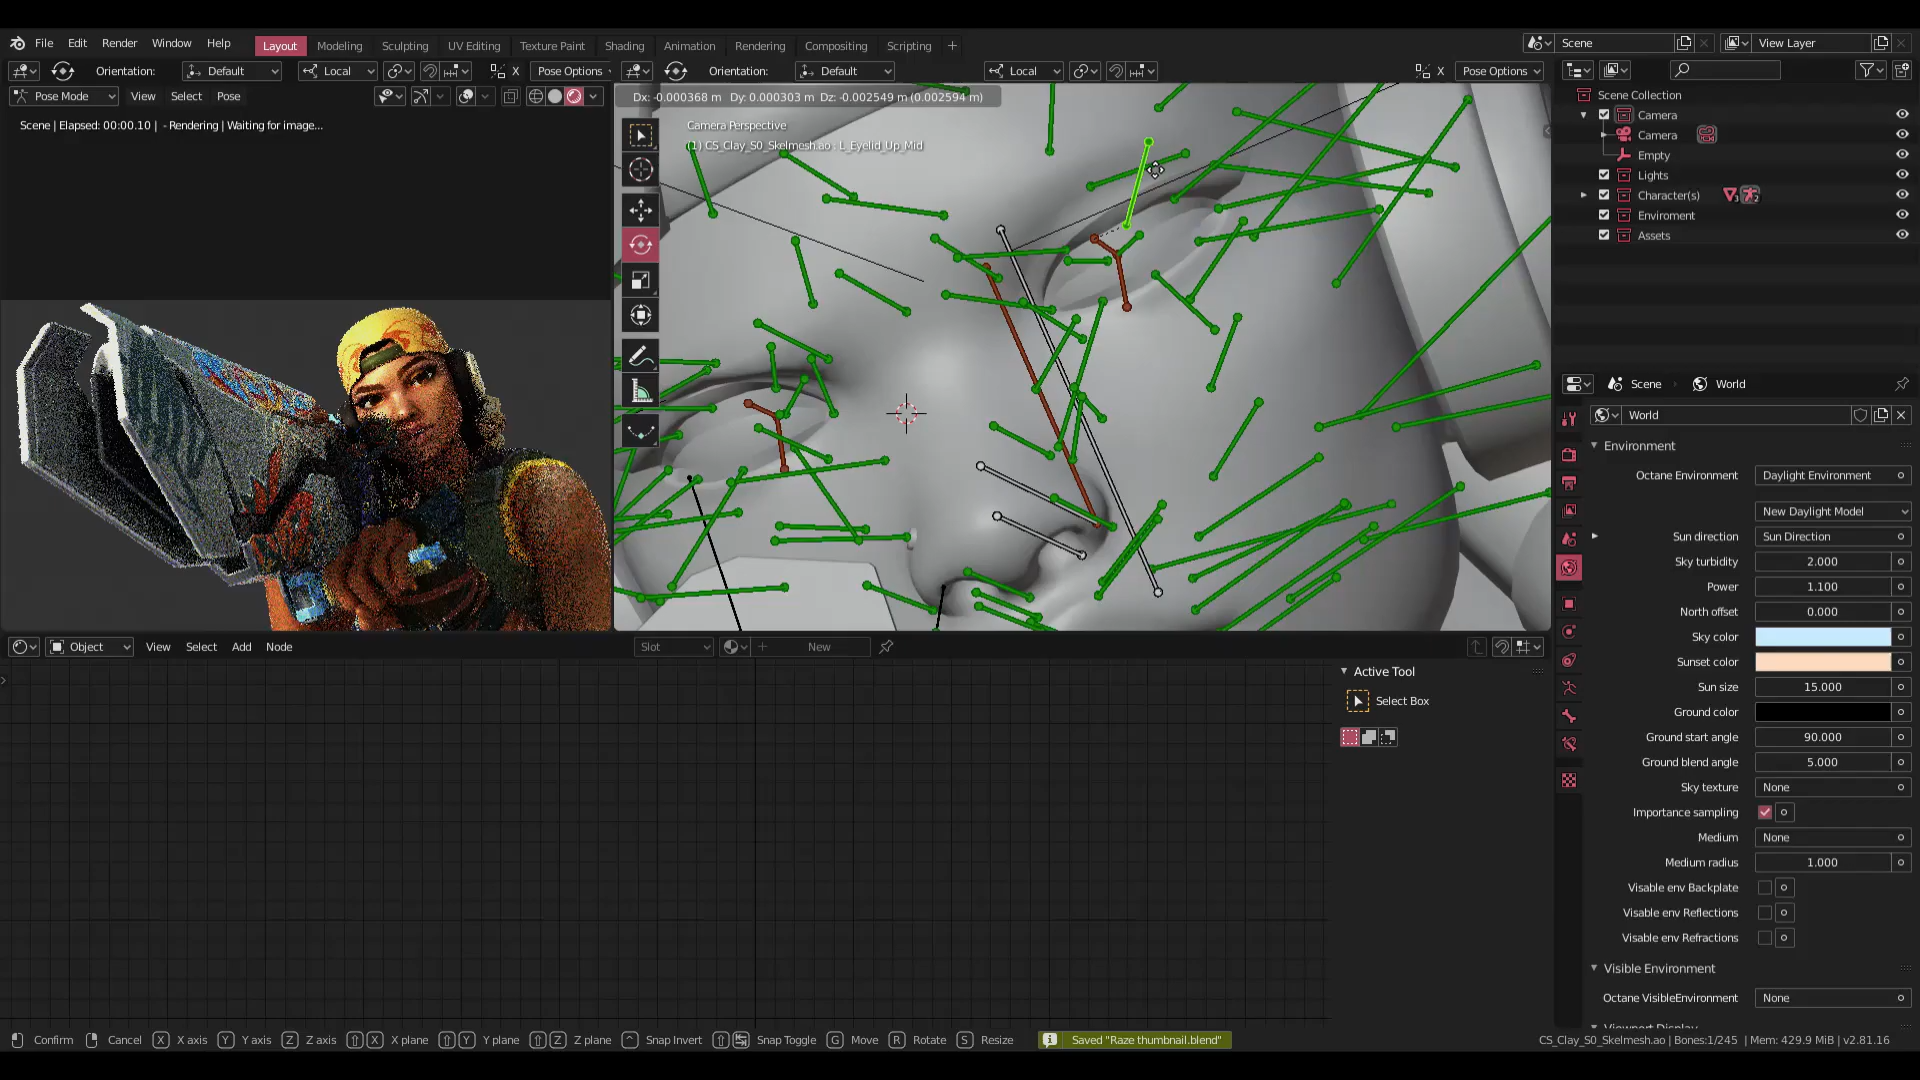 File Edit Render Window Help Layout Modeling Sculpting UV Editing Texture Paint Shading Animation Rendering Compositing Scripting Scene View Layer
Orientation: Default Local X Pose Options Orientation: Default Local X Pose Options
Pose Mode View Select Pose Dx: -0.000368 m Dy: 0.000303 m Dz: -0.002549 m (0.002594 m)
Scene | Elapsed: 00:00.10 | - Rendering | Waiting for image...
Camera Perspective
(1) CS_Clay_S0_Skelmesh.ao : L_Eyelid_Up_Mid
Scene Collection
Camera
Camera
Empty
Lights
Character(s) 3 2
Enviroment
Assets
Scene World
World
Environment
Octane Environment Daylight Environment
New Daylight Model
Sun direction Sun Direction
Sky turbidity 2.000
Power 1.100
North offset 0.000
Sky color
Sunset color
Sun size 15.000
Ground color
Ground start angle 90.000
Ground blend angle 5.000
Sky texture None
Importance sampling
Medium None
Medium radius 1.000
Visable env Backplate
Visable env Reflections
Visable env Refractions
Visible Environment
Octane VisibleEnvironment None
Viewport Display
Object View Select Add Node Slot New
Active Tool
Select Box
Confirm Cancel X X axis Y Y axis Z Z axis X X plane Y Y plane Z Z plane Snap Invert Snap Toggle G Move R Rotate S Resize Saved "Raze thumbnail.blend" CS_Clay_S0_Skelmesh.ao | Bones:1/245 | Mem: 429.9 MiB | v2.81.16